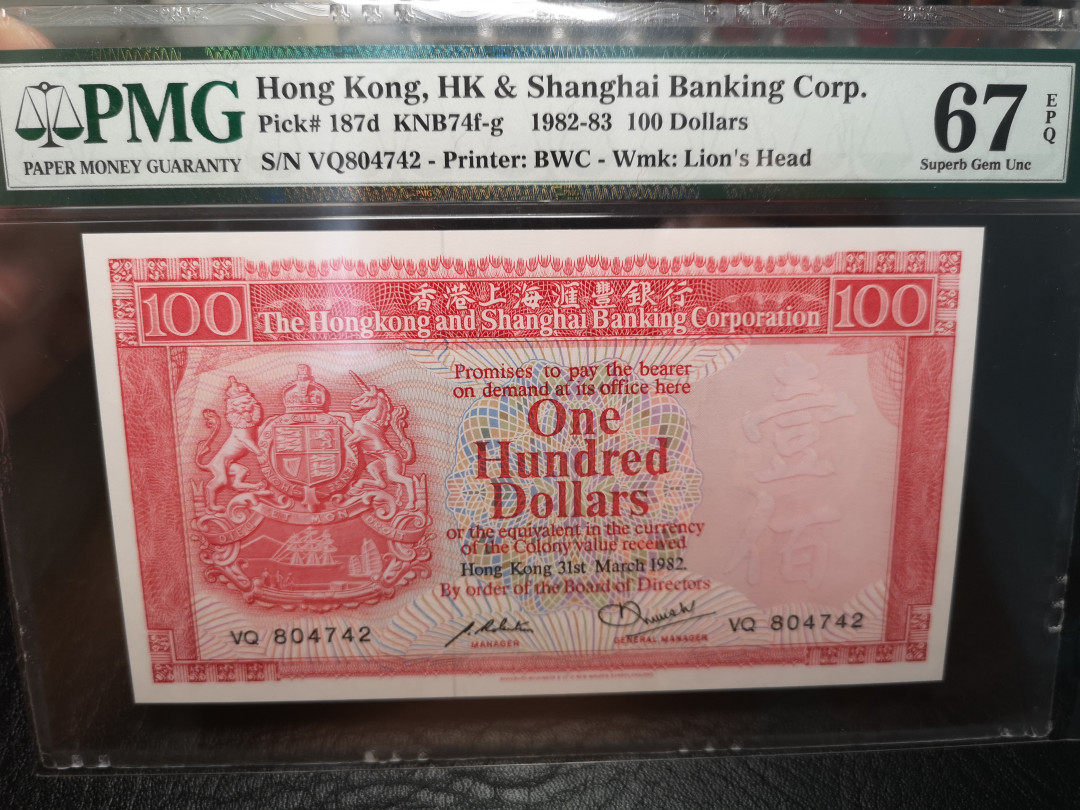 PMG
PAPER MONEY GUARANTY
Hong Kong, HK & Shanghai Banking Corp.
Pick# 187d KNB74f-g 1982-83 100 Dollars
S/N VQ804742 - Printer: BWC - Wmk: Lion's Head
67
EPQ
Superb Gem Unc
100
香港上海滙豐銀行
The Hongkong and Shanghai Banking Corporation
100
Promises to pay the bearer
on demand at its office here
One
Hundred
Dollars
or the equivalent in the currency
of the Colony value received
Hong Kong 31st March 1982.
By order of the Board of Directors
壹
佰
VQ 804742
MANAGER
GENERAL MANAGER
VQ 804742